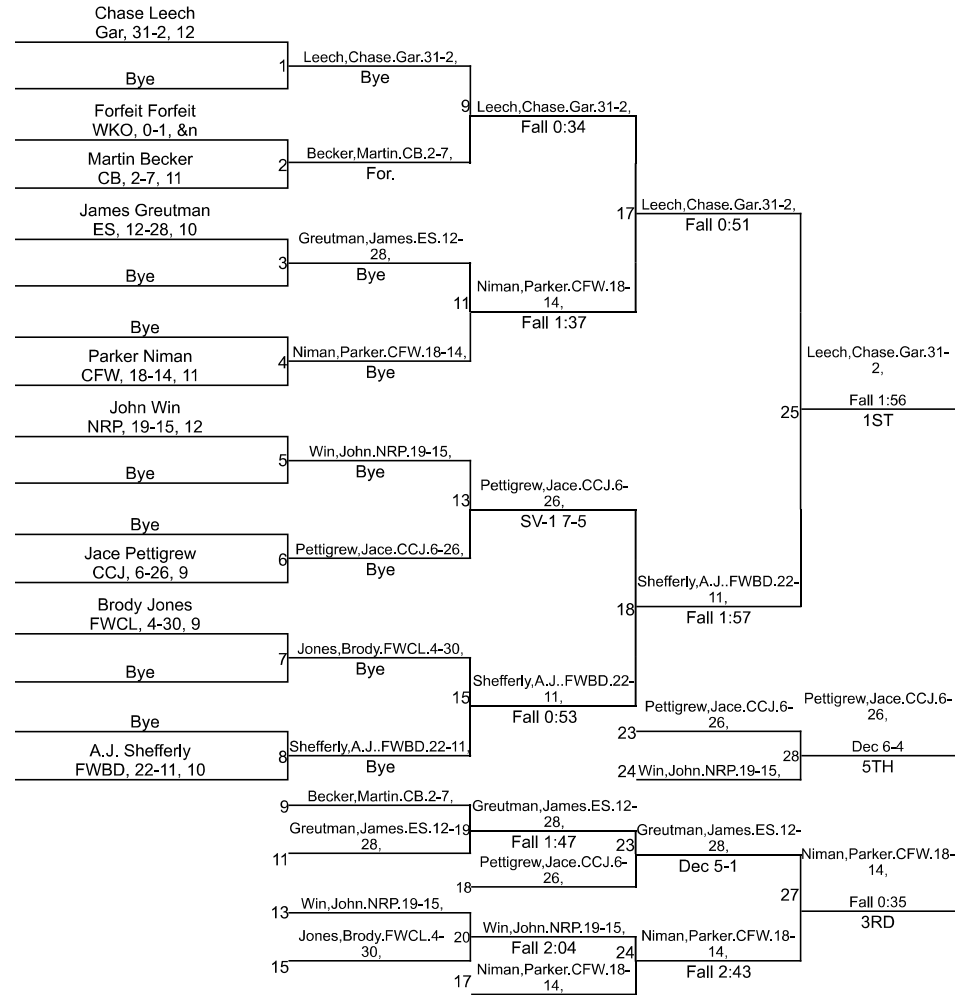 Chase Leech
Gar, 31-2, 12
1
Leech,Chase.Gar.31-2,
Bye
Bye
9
Leech,Chase.Gar.31-2,
Fall 0:34
Forfeit Forfeit
WKO, 0-1, &n
Martin Becker
CB, 2-7, 11
2
Becker,Martin.CB.2-7,
For.
17
Leech,Chase.Gar.31-2,
Fall 0:51
James Greutman
ES, 12-28, 10
3
Greutman,James.ES.12-
28,
Bye
Bye
11
Niman,Parker.CFW.18-
14,
Fall 1:37
Bye
Parker Niman
CFW, 18-14, 11
4
Niman,Parker.CFW.18-14,
Bye
25
Leech,Chase.Gar.31-
2,
Fall 1:56
1ST
John Win
NRP, 19-15, 12
5
Win,John.NRP.19-15,
Bye
Bye
13
Pettigrew,Jace.CCJ.6-
26,
SV-1 7-5
Bye
Jace Pettigrew
CCJ, 6-26, 9
6
Pettigrew,Jace.CCJ.6-26,
Bye
18
Shefferly,A.J..FWBD.22-
11,
Fall 1:57
Brody Jones
FWCL, 4-30, 9
7
Jones,Brody.FWCL.4-30,
Bye
Bye
15
Shefferly,A.J..FWBD.22-
11,
Fall 0:53
Bye
A.J. Shefferly
FWBD, 22-11, 10
8
Shefferly,A.J..FWBD.22-11,
Bye
23
Pettigrew,Jace.CCJ.6-
26,
24
Win,John.NRP.19-15,
28
Pettigrew,Jace.CCJ.6-
26,
Dec 6-4
5TH
9
Becker,Martin.CB.2-7,
11
Greutman,James.ES.12-
28,
19
Greutman,James.ES.12-
28,
Fall 1:47
18
Pettigrew,Jace.CCJ.6-
26,
23
Greutman,James.ES.12-
28,
Dec 5-1
27
Niman,Parker.CFW.18-
14,
Fall 0:35
3RD
13
Win,John.NRP.19-15,
15
Jones,Brody.FWCL.4-
30,
20
Win,John.NRP.19-15,
Fall 2:04
17
Niman,Parker.CFW.18-
14,
24
Niman,Parker.CFW.18-
14,
Fall 2:43